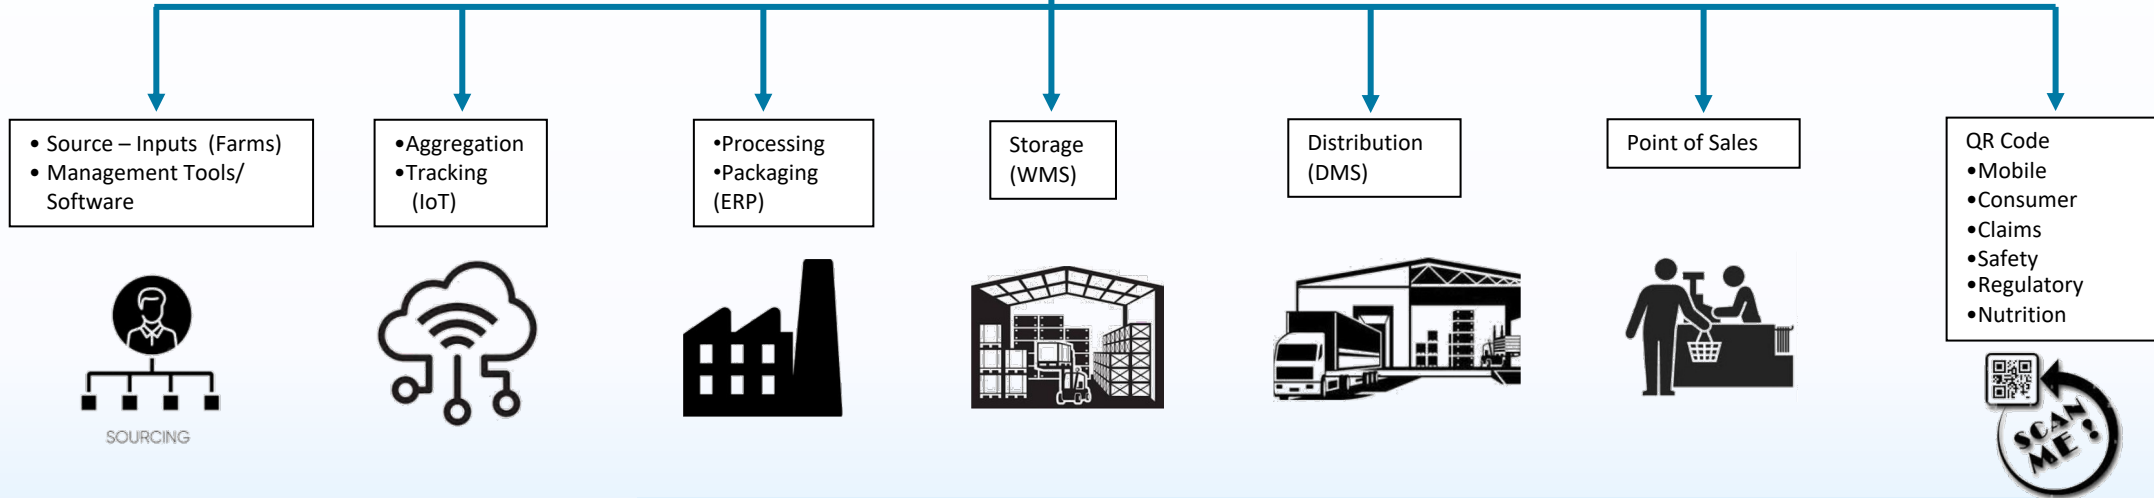 • Source – Inputs (Farms)
• Management Tools/
Software
•Aggregation
•Tracking
(IoT)
•Processing
•Packaging
(ERP)
Storage
(WMS)
Distribution
(DMS)
Point of Sales
QR Code
•Mobile
•Consumer
•Claims
•Safety
•Regulatory
•Nutrition
SOURCING
SCAN
ME!